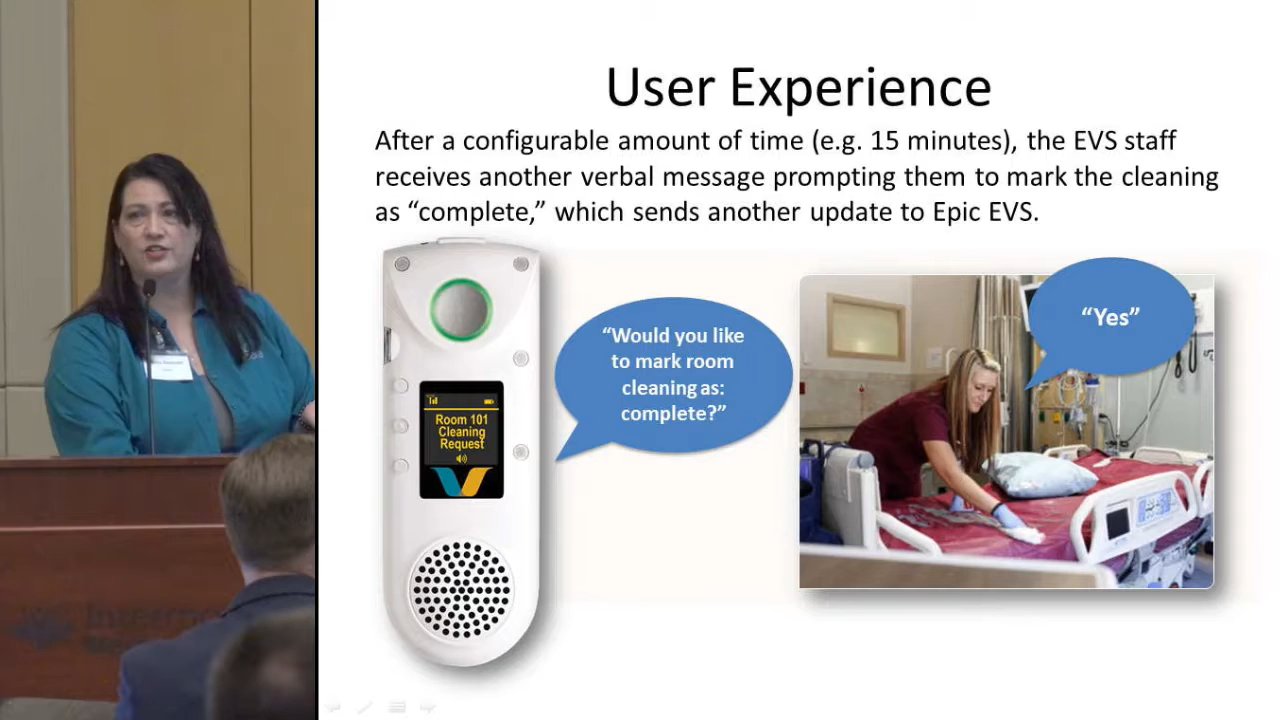 User Experience
After a configurable amount of time (e.g. 15 minutes), the EVS staff
receives another verbal message prompting them to mark the cleaning
as “complete,” which sends another update to Epic EVS.
“Would you like
to mark room
cleaning as:
complete?”
“Yes”
Room 101
Cleaning
Request